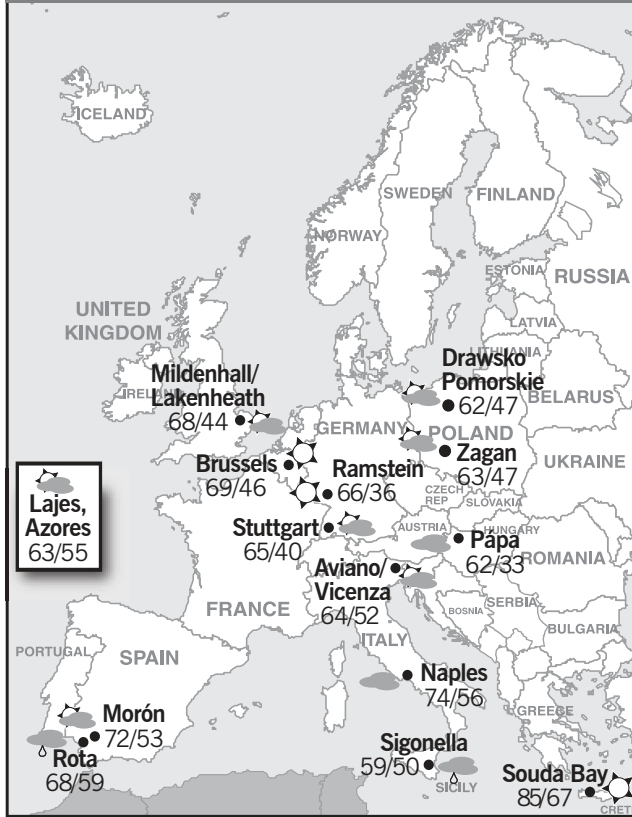 ICELAND
SWEDEN
FINLAND
NORWAY
ESTONIA
RUSSIA
UNITED
KINGDOM
LATVIA
LITHUANIA
Mildenhall/
Lakenheath
68/44
IRELAND
Drawsko
Pomorskie
62/47
BELARUS
GERMANY
POLAND
Zagan
63/47
UKRAINE
Brussels
69/46
Ramstein
66/36
CZECH
REP
SLOVAKIA
Lajes,
Azores
63/55
Stuttgart
65/40
AUSTRIA
HUNGARY
Pápa
62/33
ROMANIA
Aviano/
Vicenza
64/52
FRANCE
BOSNIA
SERBIA
BULGARIA
ITALY
PORTUGAL
SPAIN
Naples
74/56
GREECE
Morón
72/53
Rota
68/59
Sigonella
59/50
SICILY
Souda Bay
85/67
CRETE